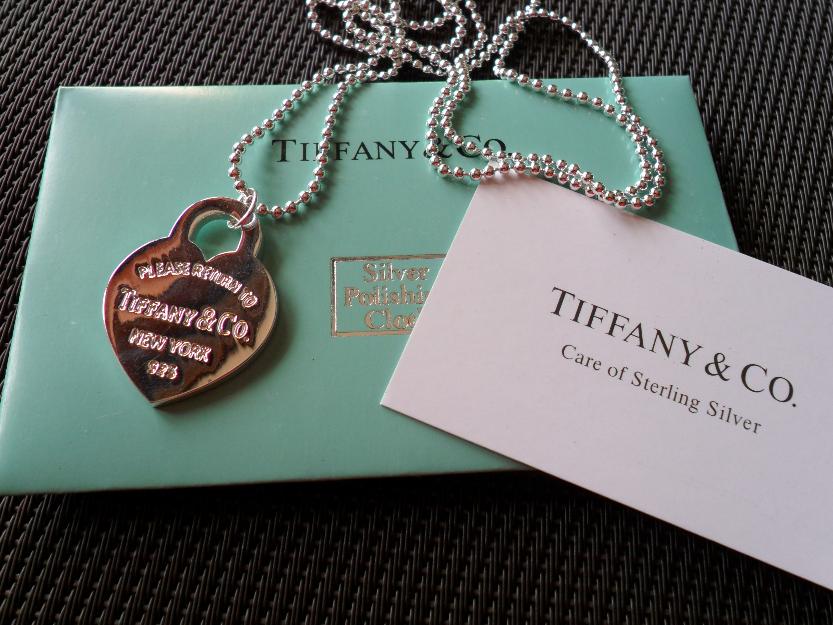 TIFFANY & CO.
PLEASE RETURN TO
TIFFANY & CO.
NEW YORK
925
Silver
Polishing
Cloth
TIFFANY & CO.
Care of Sterling Silver